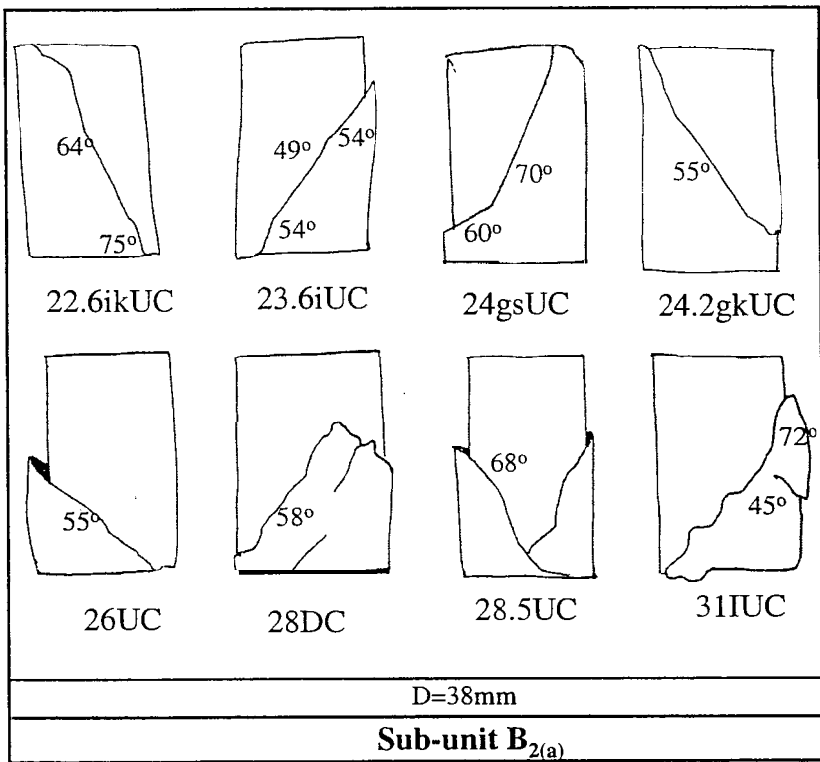 64° 49° 54° 70° 55°
75° 54° 60°
22.6ikUC 23.6iUC 24gsUC 24.2gkUC
55° 58° 68° 72° 45°
26UC 28DC 28.5UC 31IUC
D=38mm
Sub-unit B2(a)